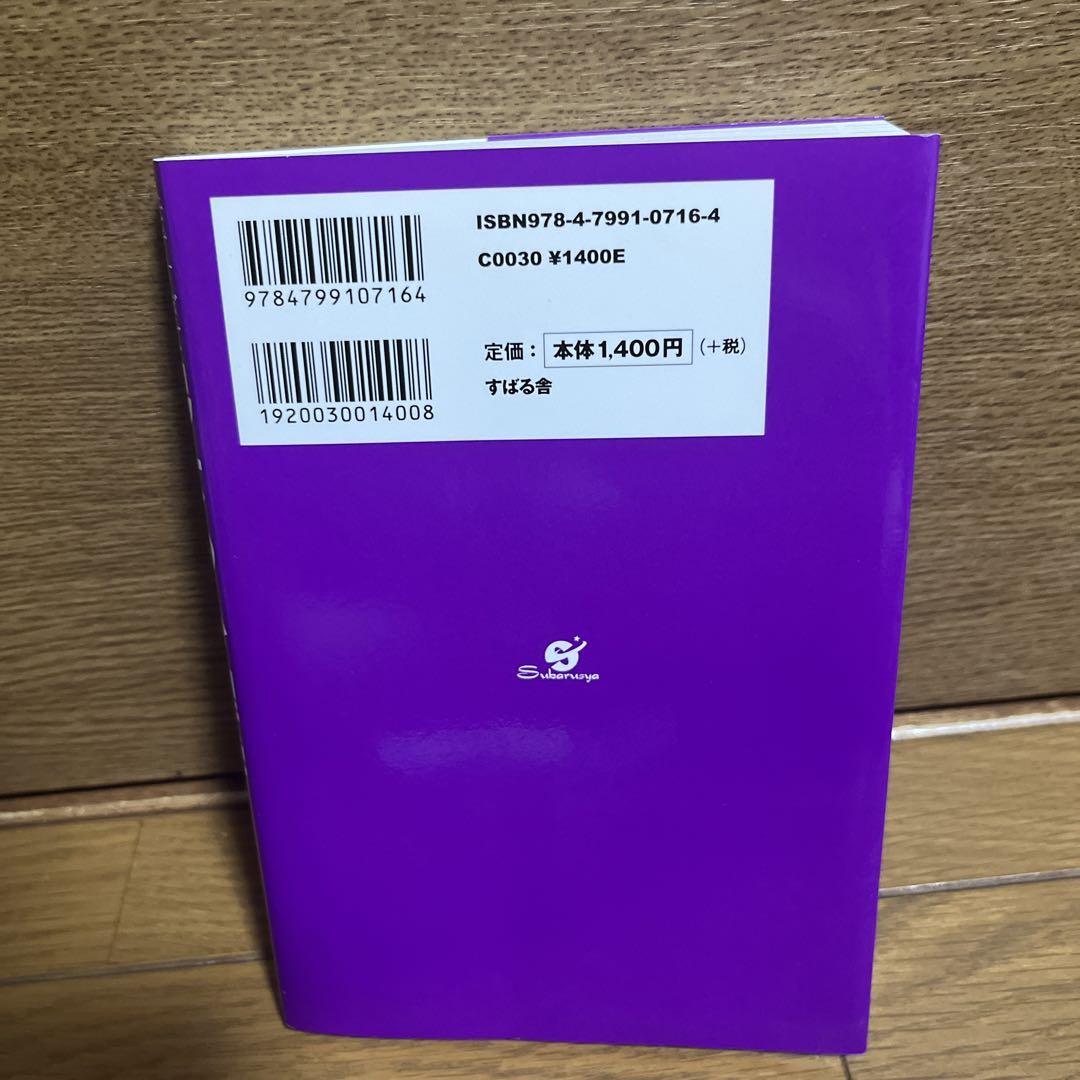 ISBN978-4-7991-0716-4
C0030 ¥1400E
9784799107164
定価： 本体1,400円 （+税）
すばる舎
1920030014008
Subarusya